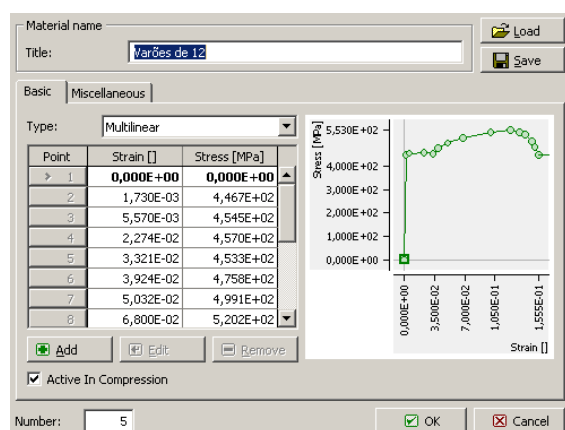 Material name
Title: Varões de 12
Load
Save
Basic Miscellaneous
Type: Multilinear
Point Strain [] Stress [MPa]
1 0,000E+00 0,000E+00
2 1,730E-03 4,467E+02
3 5,570E-03 4,545E+02
4 2,274E-02 4,570E+02
5 3,321E-02 4,533E+02
6 3,924E-02 4,758E+02
7 5,032E-02 4,991E+02
8 6,800E-02 5,202E+02
Add Edit Remove
Active In Compression
Stress [MPa]
5,530E+02
4,000E+02
3,000E+02
2,000E+02
1,000E+02
0,000E+00
0,000E+00
3,500E-02
7,000E-02
1,050E-01
1,555E-01
Strain []
Number: 5
OK Cancel